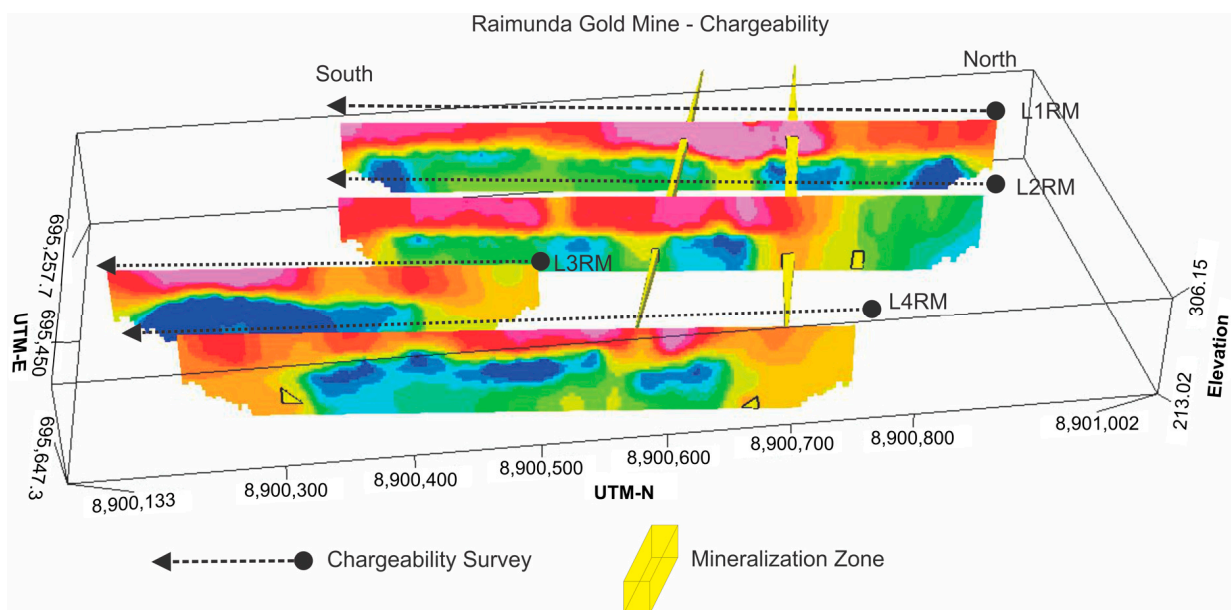 Raimunda Gold Mine - Chargeability
South
North
L1RM
L2RM
L3RM
L4RM
695,257.7
695,450
695,647.3
UTM-E
306.15
213.02
Elevation
8,900,133
8,900,300
8,900,400
8,900,500
8,900,600
8,900,700
8,900,800
8,901,002
UTM-N
Chargeability Survey
Mineralization Zone